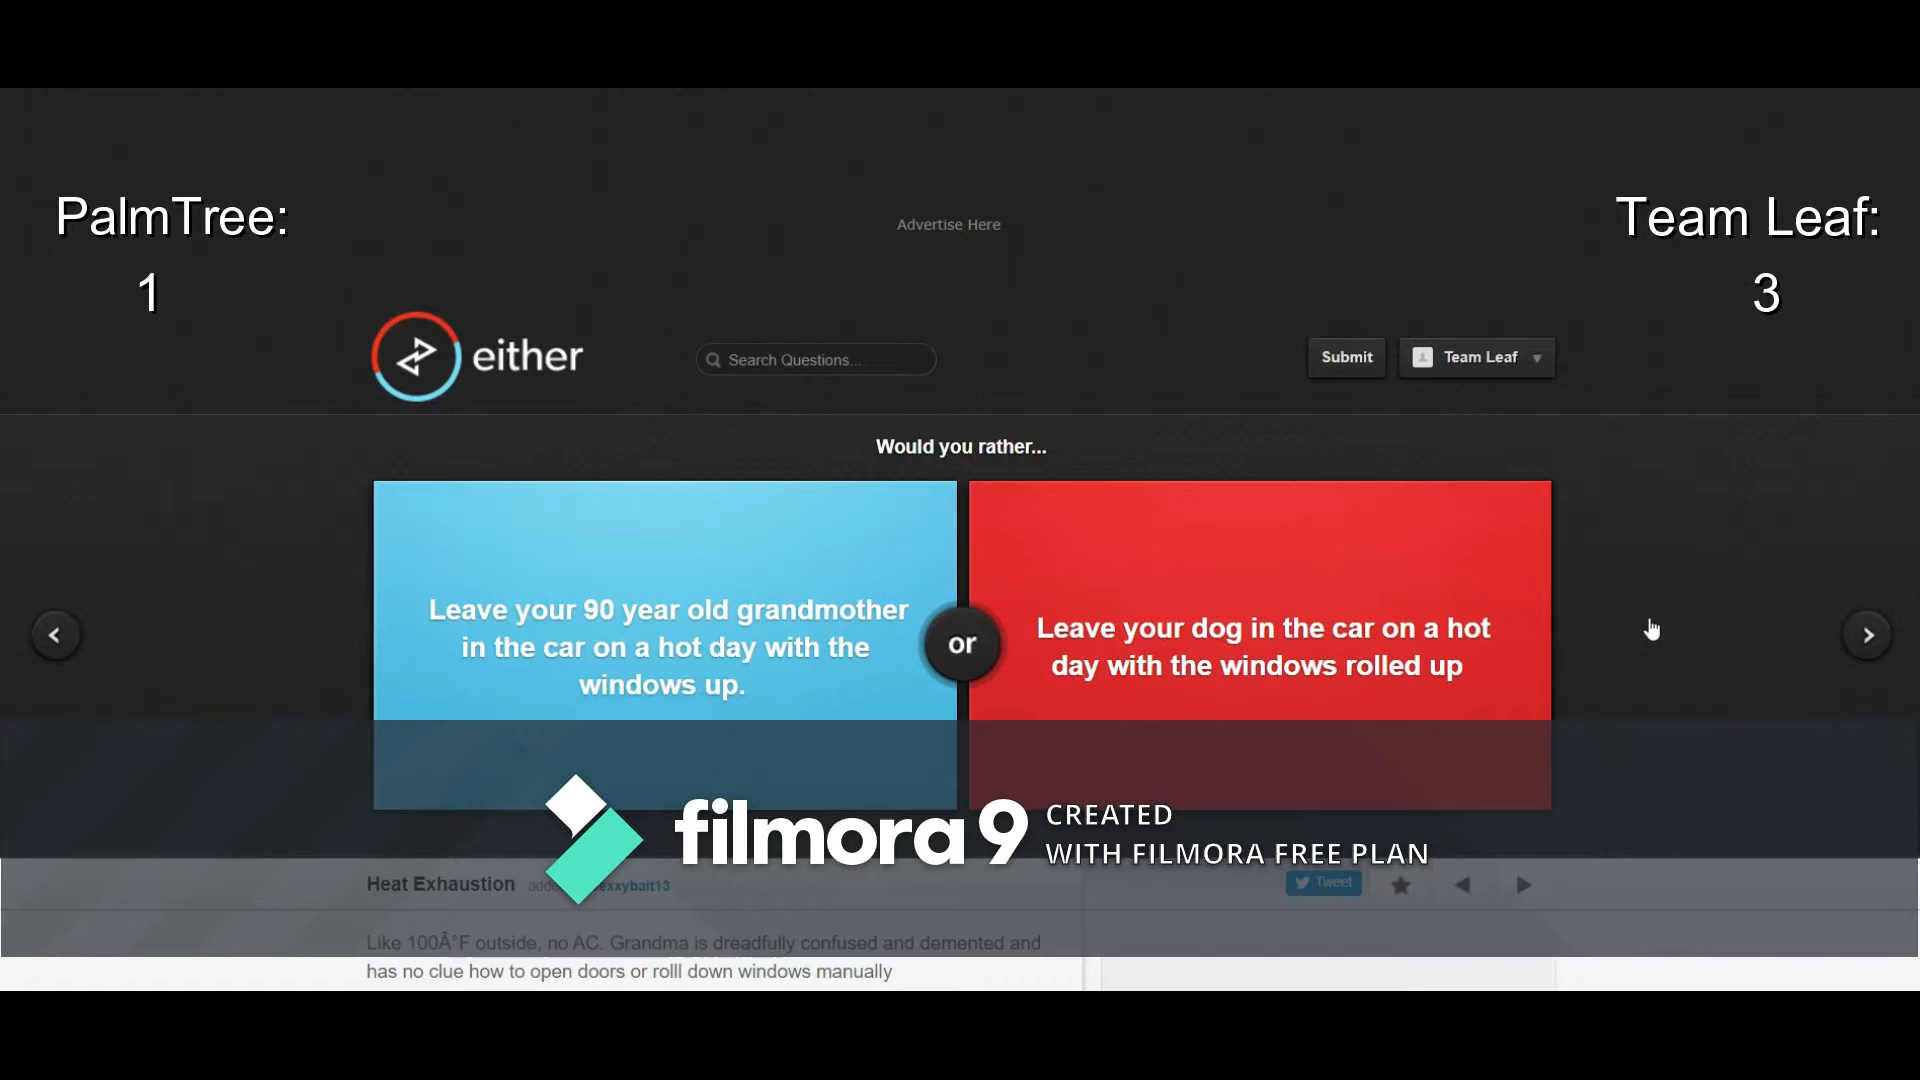 PalmTree:
1
Team Leaf:
3
Advertise Here
either
Search Questions...
Submit
Team Leaf
Would you rather...
Leave your 90 year old grandmother
in the car on a hot day with the
windows up.
or
Leave your dog in the car on a hot
day with the windows rolled up
filmora9
CREATED
WITH FILMORA FREE PLAN
Heat Exhaustion
exxybait13
Tweet
Like 100Â°F outside, no AC. Grandma is dreadfully confused and demented and
has no clue how to open doors or rolll down windows manually